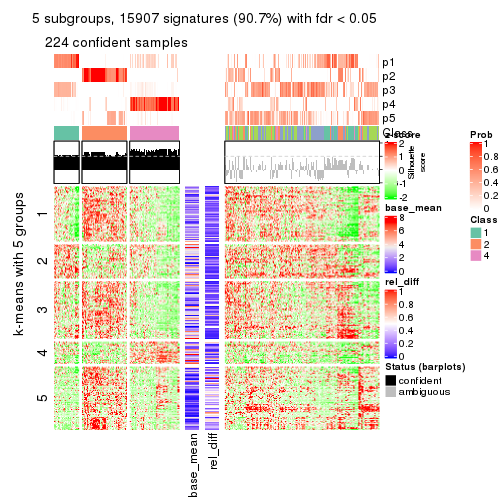 5 subgroups, 15907 signatures (90.7%) with fdr < 0.05
224 confident samples
p1
p2
p3
p4
p5
Class
z-score
2
1
0
-1
-2
Silhouette
score
Prob
1
0.8
0.6
0.4
0.2
0
base_mean
8
6
4
2
0
Class
1
2
4
rel_diff
1
0.8
0.6
0.4
0.2
0
Status (barplots)
confident
ambiguous
k-means with 5 groups
1
2
3
4
5
base_mean
rel_diff